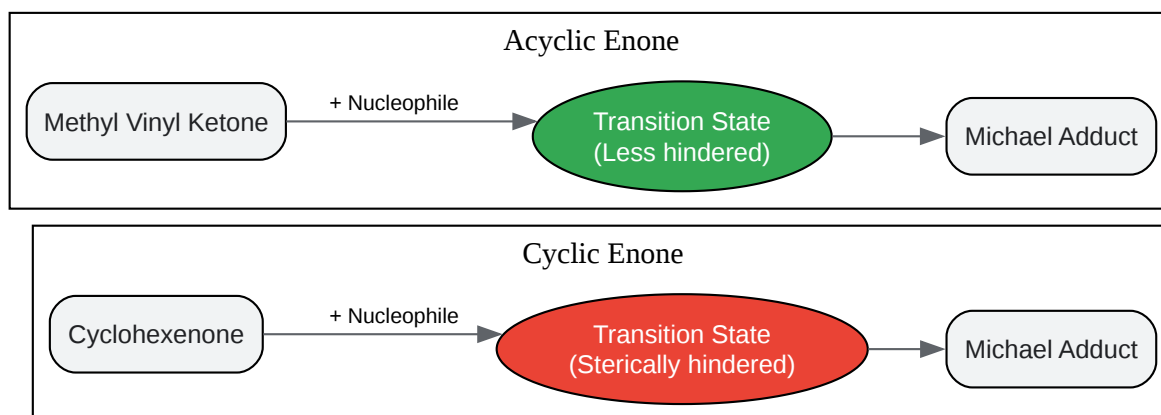 Acyclic Enone
Methyl Vinyl Ketone
+ Nucleophile
Transition State
(Less hindered)
Michael Adduct
Cyclic Enone
Cyclohexenone
+ Nucleophile
Transition State
(Sterically hindered)
Michael Adduct